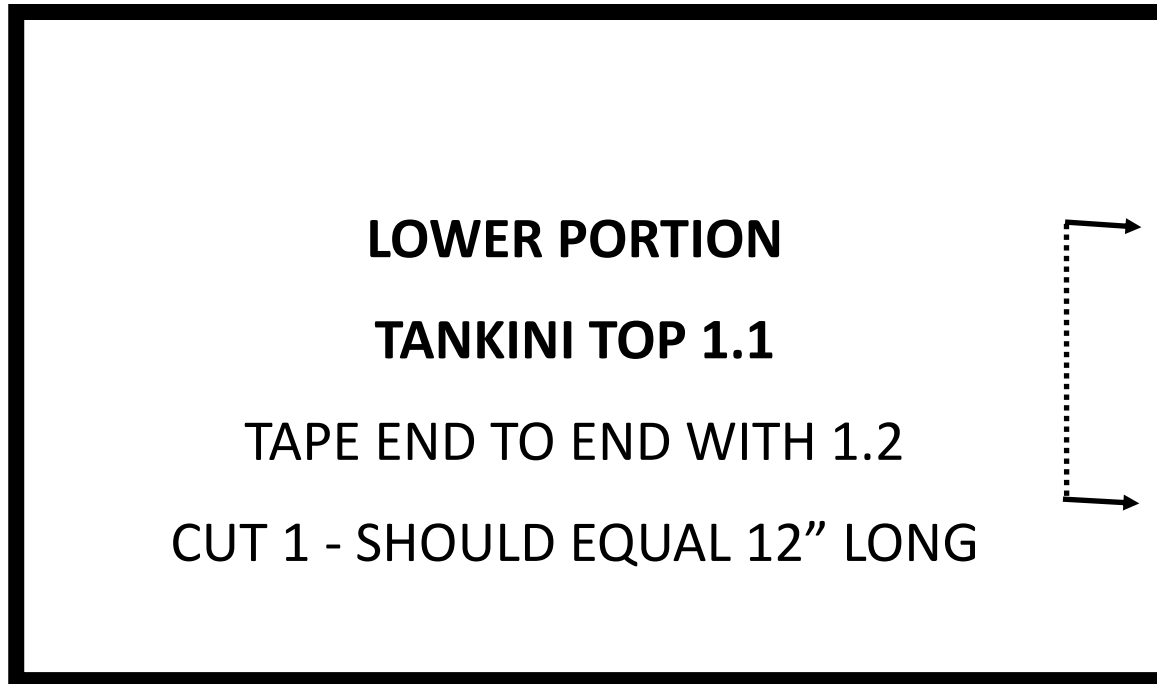 LOWER PORTION
TANKINI TOP 1.1
TAPE END TO END WITH 1.2
CUT 1 - SHOULD EQUAL 12” LONG